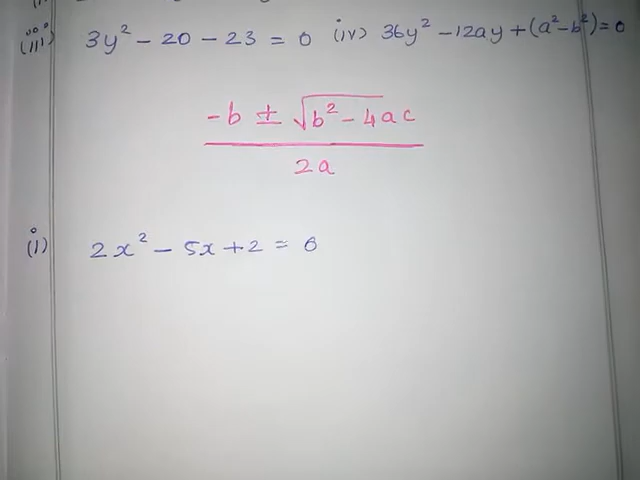 (iii) 3y² - 20 - 23 = 0 (iv) 36y² - 12ay + (a² - b²) = 0
-b ± √b² - 4ac
2a
(i) 2x² - 5x + 2 = 0